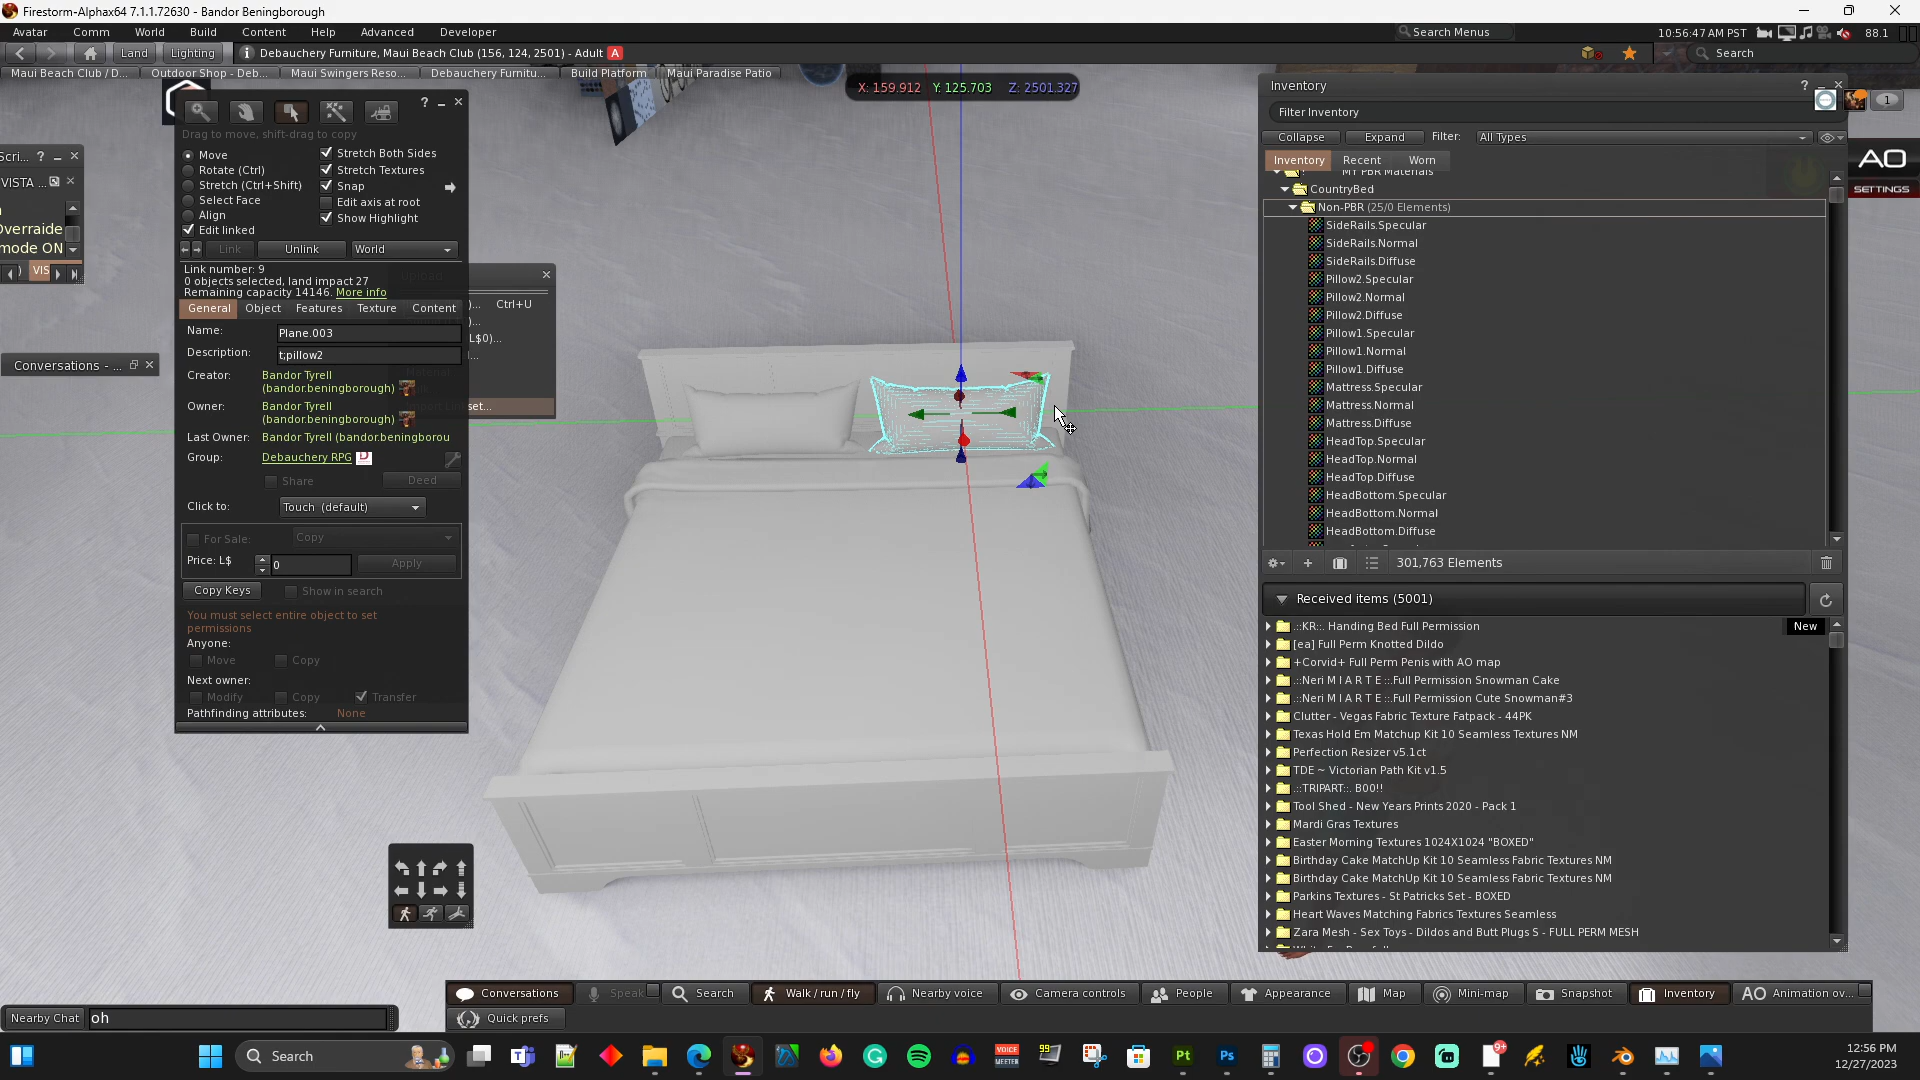 Firestorm-Alphax64 7.1.1.72630 - Bandor Beningborough
Avatar Comm World Build Content Help Advanced Developer
Search Menus
10:56:47 AM PST
88.1
Land Lighting
Debauchery Furniture, Maui Beach Club (156, 124, 2501) - Adult A
Search
Maui Beach Club / D... Outdoor Shop - Deb... Maui Swingers Reso... Debauchery Furnitu... Build Platform Maui Paradise Patio
X: 159.912 Y: 125.703 Z: 2501.327
Drag to move, shift-drag to copy
Move
Rotate (Ctrl)
Stretch (Ctrl+Shift)
Select Face
Align
Edit linked
Stretch Both Sides
Stretch Textures
Snap
Edit axis at root
Show Highlight
Link Unlink World
Link number: 9
0 objects selected, land impact 27
Remaining capacity 14146. More info
General Object Features Texture Content
Name: Plane.003
Description: t;pillow2
Creator: Bandor Tyrell
(bandor.beningborough)
Owner: Bandor Tyrell
(bandor.beningborough)
Last Owner: Bandor Tyrell (bandor.beningborou
Group: Debauchery RPG
Share Deed
Click to: Touch (default)
For Sale: Copy
Price: L$ 0 Apply
Copy Keys Show in search
You must select entire object to set
permissions
Anyone:
Move Copy
Next owner:
Modify Copy Transfer
Pathfinding attributes: None
Scri...
VISTA ...
Overraide
mode ON
VIS
Conversations - ...
Ctrl+U
L$0)...
set...
Inventory
1
Filter Inventory
Collapse Expand Filter: All Types
Inventory Recent Worn
MY PBR Materials
CountryBed
Non-PBR (25/0 Elements)
SideRails.Specular
SideRails.Normal
SideRails.Diffuse
Pillow2.Specular
Pillow2.Normal
Pillow2.Diffuse
Pillow1.Specular
Pillow1.Normal
Pillow1.Diffuse
Mattress.Specular
Mattress.Normal
Mattress.Diffuse
HeadTop.Specular
HeadTop.Normal
HeadTop.Diffuse
HeadBottom.Specular
HeadBottom.Normal
HeadBottom.Diffuse
301,763 Elements
Received items (5001)
New
.::KR::. Handing Bed Full Permission
[ea] Full Perm Knotted Dildo
+Corvid+ Full Perm Penis with AO map
.::Neri M I A R T E ::.Full Permission Snowman Cake
.::Neri M I A R T E ::.Full Permission Cute Snowman#3
Clutter - Vegas Fabric Texture Fatpack - 44PK
Texas Hold Em Matchup Kit 10 Seamless Textures NM
Perfection Resizer v5.1ct
TDE ~ Victorian Path Kit v1.5
.::TRIPART::. B00!!
Tool Shed - New Years Prints 2020 - Pack 1
Mardi Gras Textures
Easter Morning Textures 1024X1024 "BOXED"
Birthday Cake MatchUp Kit 10 Seamless Fabric Textures NM
Birthday Cake MatchUp Kit 10 Seamless Fabric Textures NM
Parkins Textures - St Patricks Set - BOXED
Heart Waves Matching Fabrics Textures Seamless
Zara Mesh - Sex Toys - Dildos and Butt Plugs S - FULL PERM MESH
AO
SETTINGS
Conversations Speak Search Walk / run / fly Nearby voice Camera controls People Appearance Map Mini-map Snapshot Inventory AO Animation ov...
Quick prefs
Nearby Chat oh
Search
12:56 PM
12/27/2023